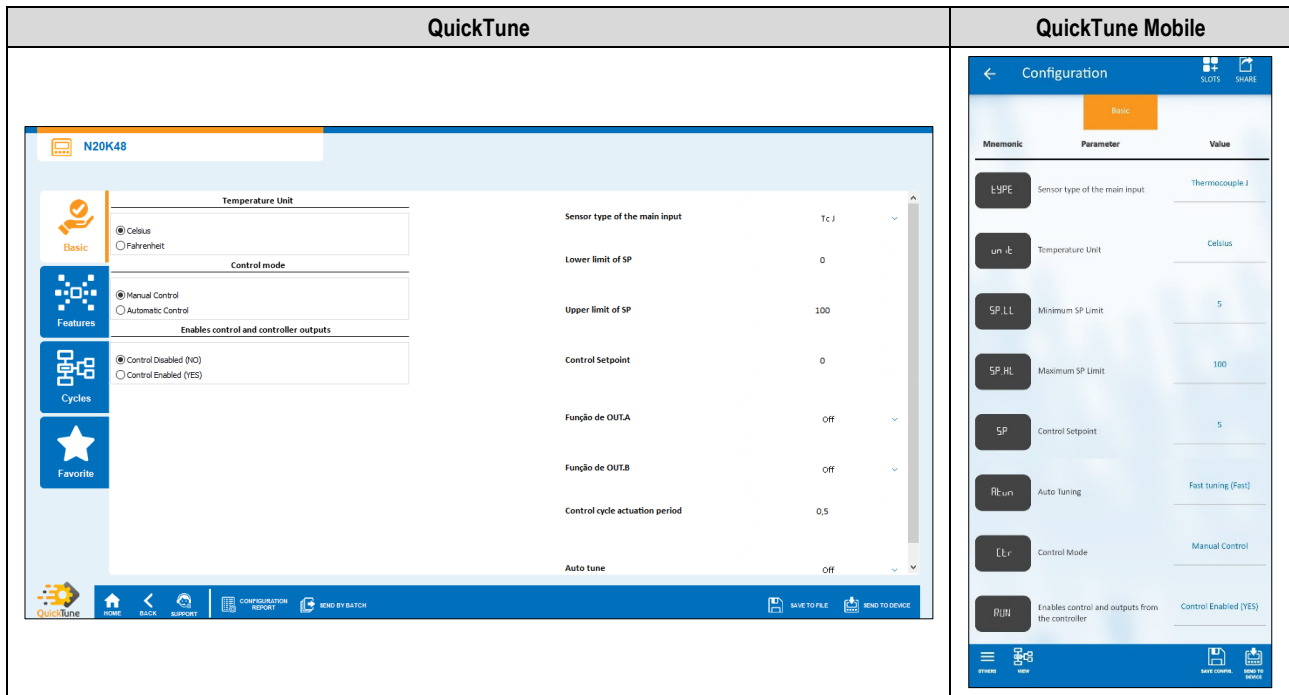 QuickTune
QuickTune Mobile
N20K48
Basic
Features
Cycles
Favorite
Temperature Unit
Celsius
Fahrenheit
Control mode
Manual Control
Automatic Control
Enables control and controller outputs
Control Disabled (NO)
Control Enabled (YES)
Sensor type of the main input Tc J
Lower limit of SP 0
Upper limit of SP 100
Control Setpoint 0
Função de OUT.A Off
Função de OUT.B Off
Control cycle actuation period 0,5
Auto tune Off
QuickTune
HOME
BACK
SUPPORT
CONFIGURATION
REPORT
SEND BY BATCH
SAVE TO FILE
SEND TO DEVICE
Configuration
SLOTS
SHARE
Basic
Mnemonic Parameter Value
tYPE Sensor type of the main input Thermocouple J
unit Temperature Unit Celsius
SP.LL Minimum SP Limit 5
SP.HL Maximum SP Limit 100
SP Control Setpoint 5
Atun Auto Tuning Fast tuning (Fast)
Ctr Control Mode Manual Control
RUN Enables control and outputs from
the controller Control Enabled (YES)
OTHERS
VIEW
SAVE CONFIG.
SEND TO
DEVICE